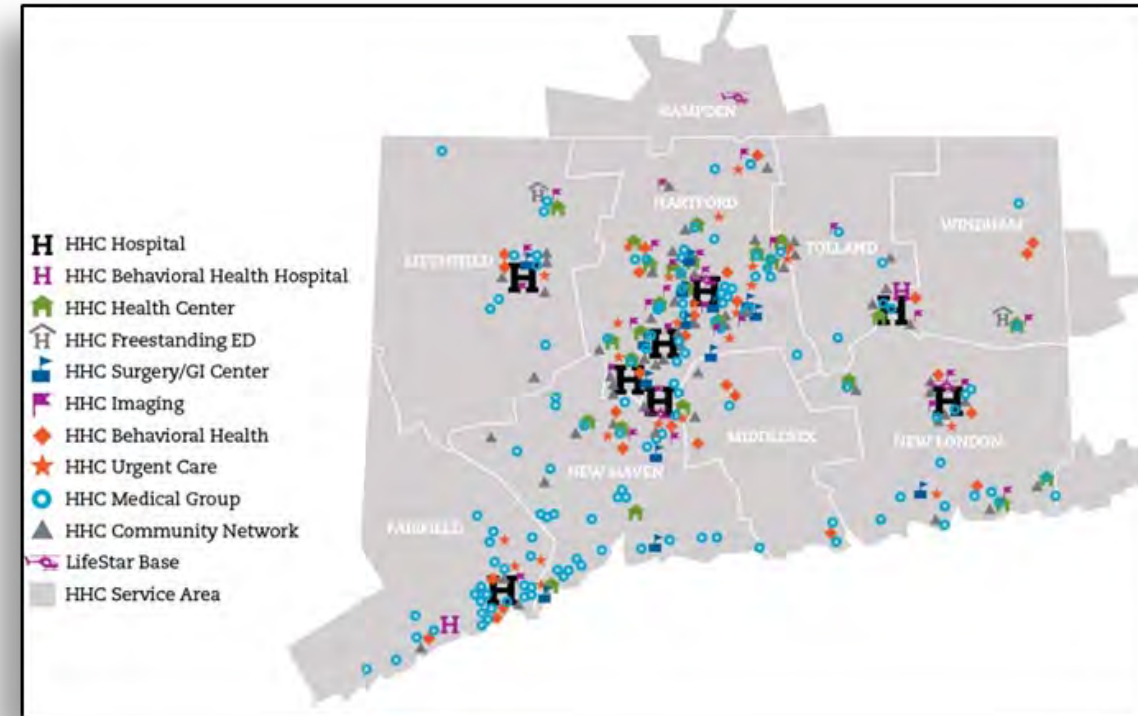 HAMPDEN
HARTFORD
WINDHAM
TOLLAND
LITCHFIELD
H HHC Hospital
H HHC Behavioral Health Hospital
HHC Health Center
H HHC Freestanding ED
HHC Surgery/GI Center
HHC Imaging
HHC Behavioral Health
HHC Urgent Care
HHC Medical Group
HHC Community Network
LifeStar Base
HHC Service Area
MIDDLESEX
NEW LONDON
NEW HAVEN
FAIRFIELD
H
H
H
H
H
H
H
H
H
H
H
H